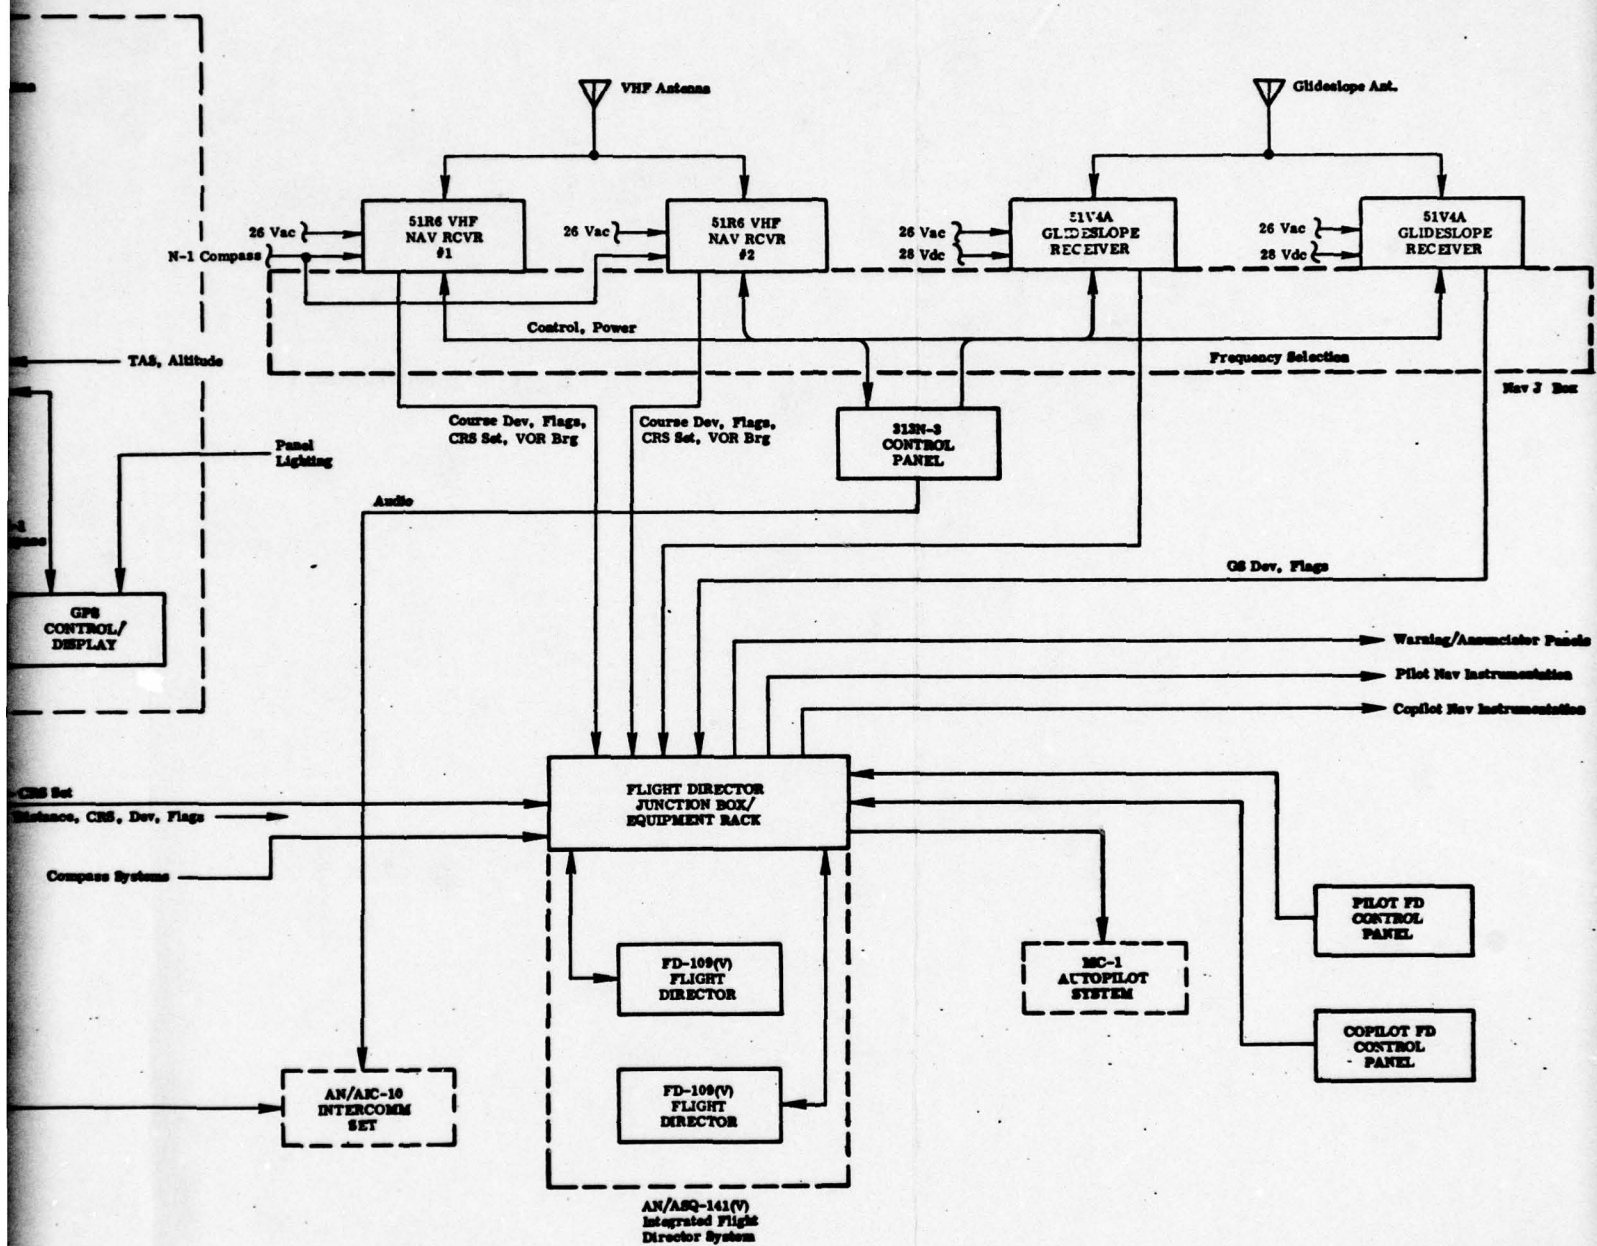 VHF Antenna
Glideslope Ant.
51R6 VHF
NAV RCVR
#1
51R6 VHF
NAV RCVR
#2
51V4A
GLIDESLOPE
RECEIVER
51V4A
GLIDESLOPE
RECEIVER
26 Vac
N-1 Compass
26 Vac
26 Vac
28 Vdc
26 Vac
28 Vdc
Control, Power
Frequency Selection
TAS, Altitude
Nav J Box
Course Dev, Flags,
CRS Set, VOR Brg
Course Dev, Flags,
CRS Set, VOR Brg
313N-3
CONTROL
PANEL
Panel
Lighting
Audio
GS Dev, Flags
GPS
CONTROL/
DISPLAY
Warning/Annunciator Panels
Pilot Nav Instrumentation
Copilot Nav Instrumentation
CRS Set
Distance, CRS, Dev, Flags
FLIGHT DIRECTOR
JUNCTION BOX/
EQUIPMENT RACK
Compass Systems
PILOT FD
CONTROL
PANEL
FD-109(V)
FLIGHT
DIRECTOR
MC-1
AUTOPILOT
SYSTEM
COPILOT FD
CONTROL
PANEL
AN/AIC-10
INTERCOMM
SET
FD-109(V)
FLIGHT
DIRECTOR
AN/ASQ-141(V)
Integrated Flight
Director System